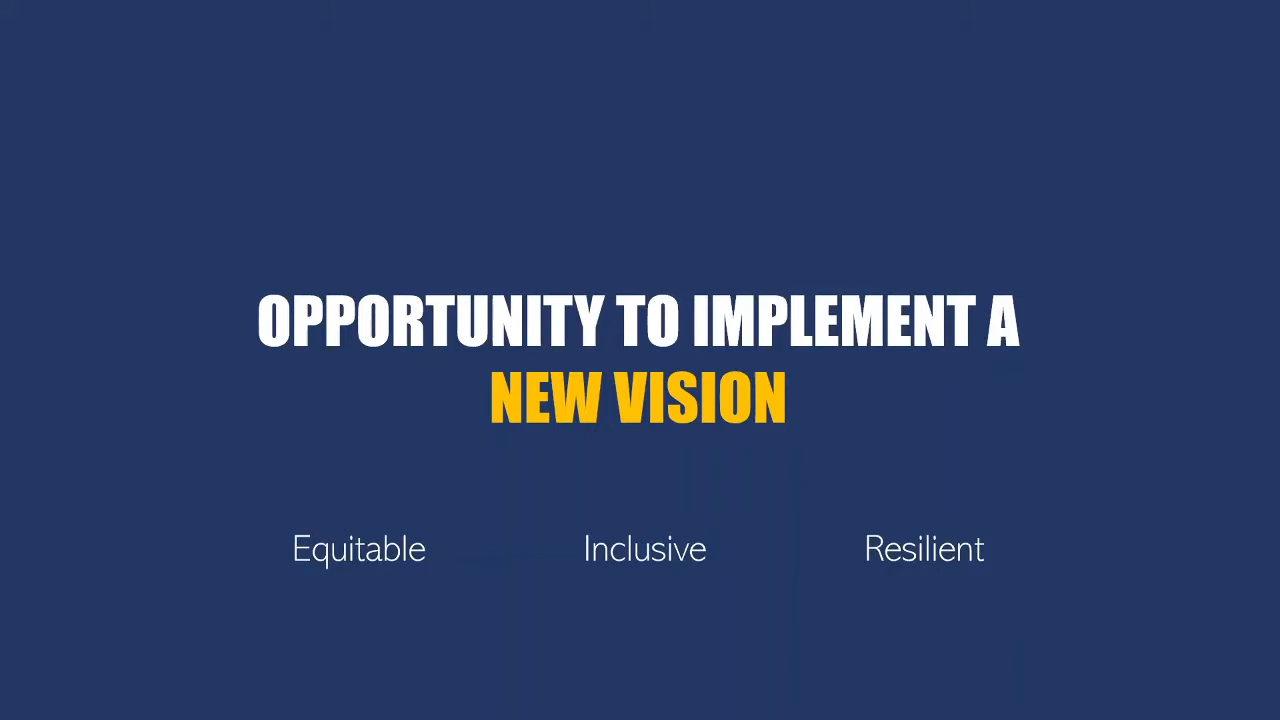 OPPORTUNITY TO IMPLEMENT A
NEW VISION
Equitable Inclusive Resilient